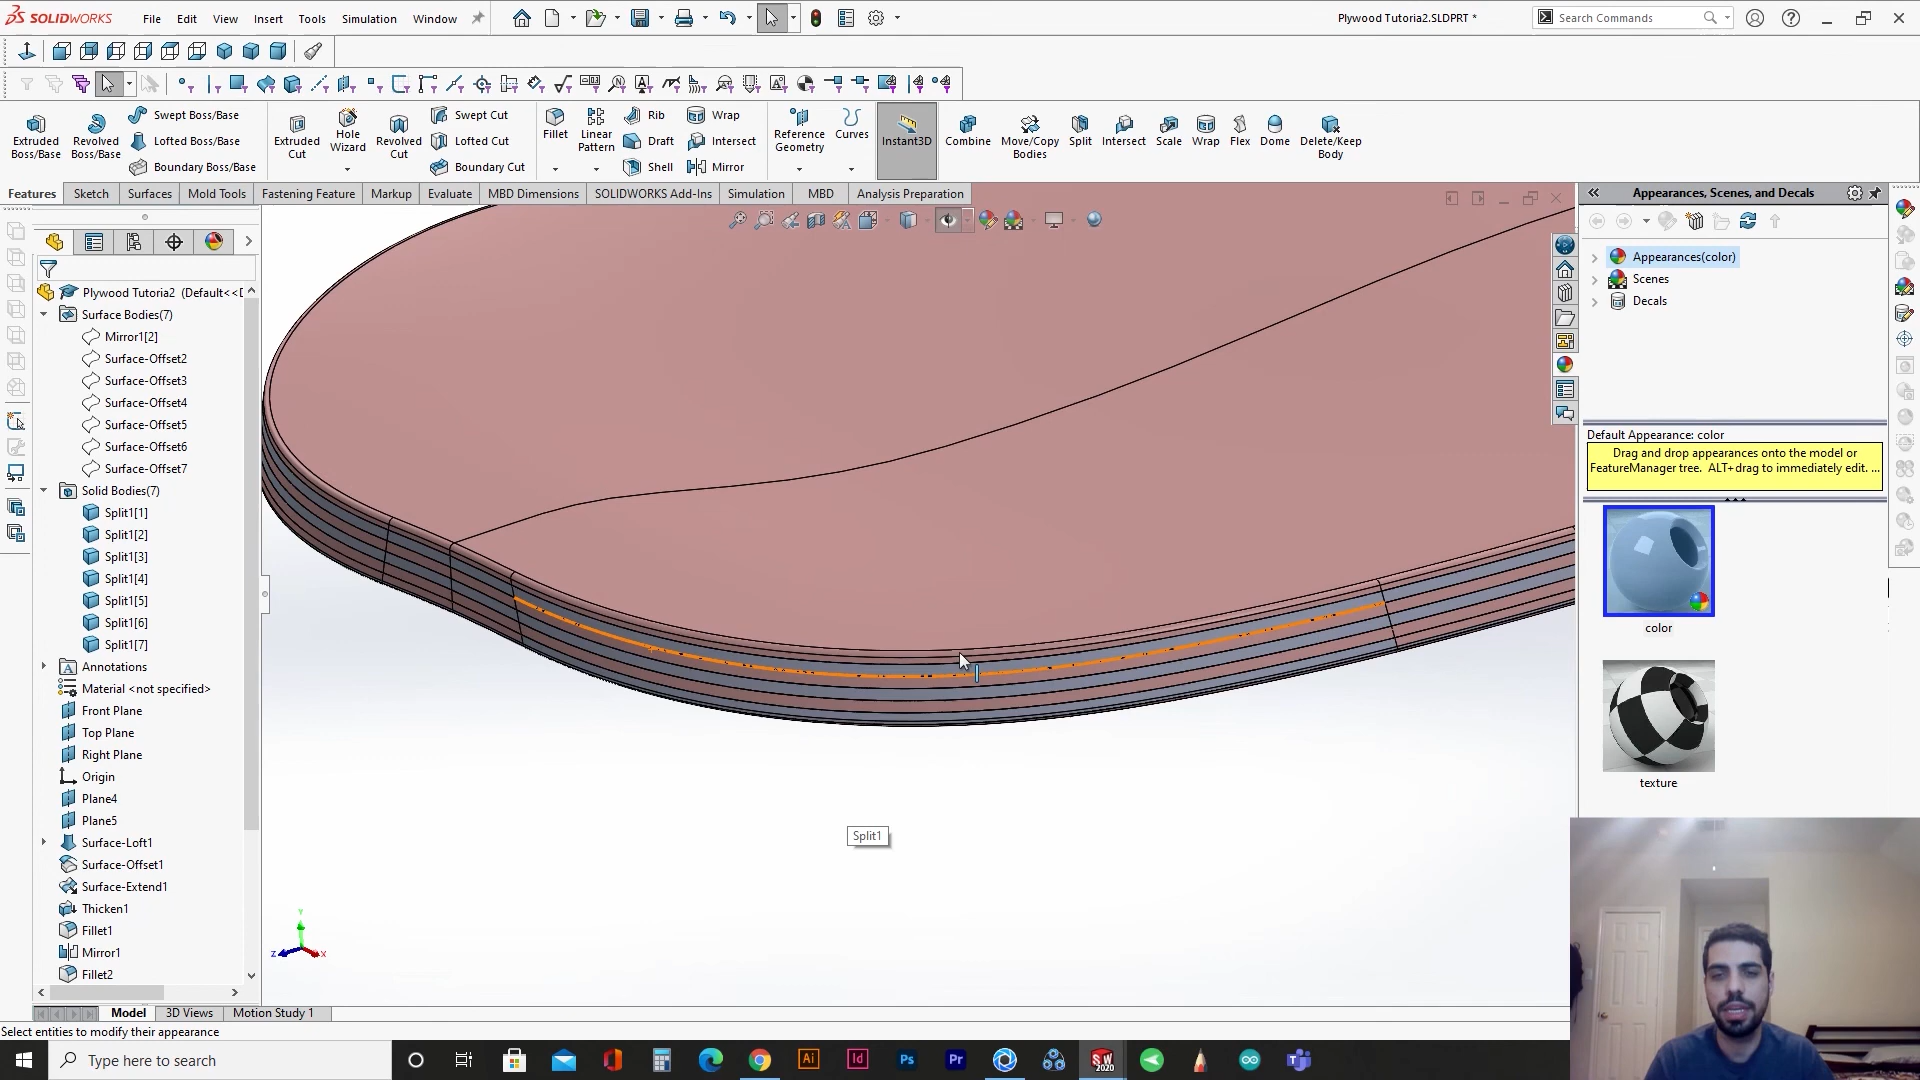 SOLIDWORKS File Edit View Insert Tools Simulation Window Plywood Tutoria2.SLDPRT * Search Commands
Swept Boss/Base Swept Cut Rib Wrap
Extruded Boss/Base Revolved Boss/Base Lofted Boss/Base Extruded Cut Hole Wizard Revolved Cut Lofted Cut Fillet Linear Pattern Draft Intersect Reference Geometry Curves Instant3D Combine Move/Copy Bodies Split Intersect Scale Wrap Flex Dome Delete/Keep Body
Boundary Boss/Base Boundary Cut Shell Mirror
Features Sketch Surfaces Mold Tools Fastening Feature Markup Evaluate MBD Dimensions SOLIDWORKS Add-Ins Simulation MBD Analysis Preparation
Plywood Tutoria2 (Default<<D
Surface Bodies(7)
Mirror1[2]
Surface-Offset2
Surface-Offset3
Surface-Offset4
Surface-Offset5
Surface-Offset6
Surface-Offset7
Solid Bodies(7)
Split1[1]
Split1[2]
Split1[3]
Split1[4]
Split1[5]
Split1[6]
Split1[7]
Annotations
Material <not specified>
Front Plane
Top Plane
Right Plane
Origin
Plane4
Plane5
Surface-Loft1
Surface-Offset1
Surface-Extend1
Thicken1
Fillet1
Mirror1
Fillet2
Split1
Y
Z
X
Appearances, Scenes, and Decals
Appearances(color)
Scenes
Decals
Default Appearance: color
Drag and drop appearances onto the model or
FeatureManager tree. ALT+drag to immediately edit. ...
color
texture
Model 3D Views Motion Study 1
Select entities to modify their appearance
Type here to search
Ai Id Ps Pr SW 2020